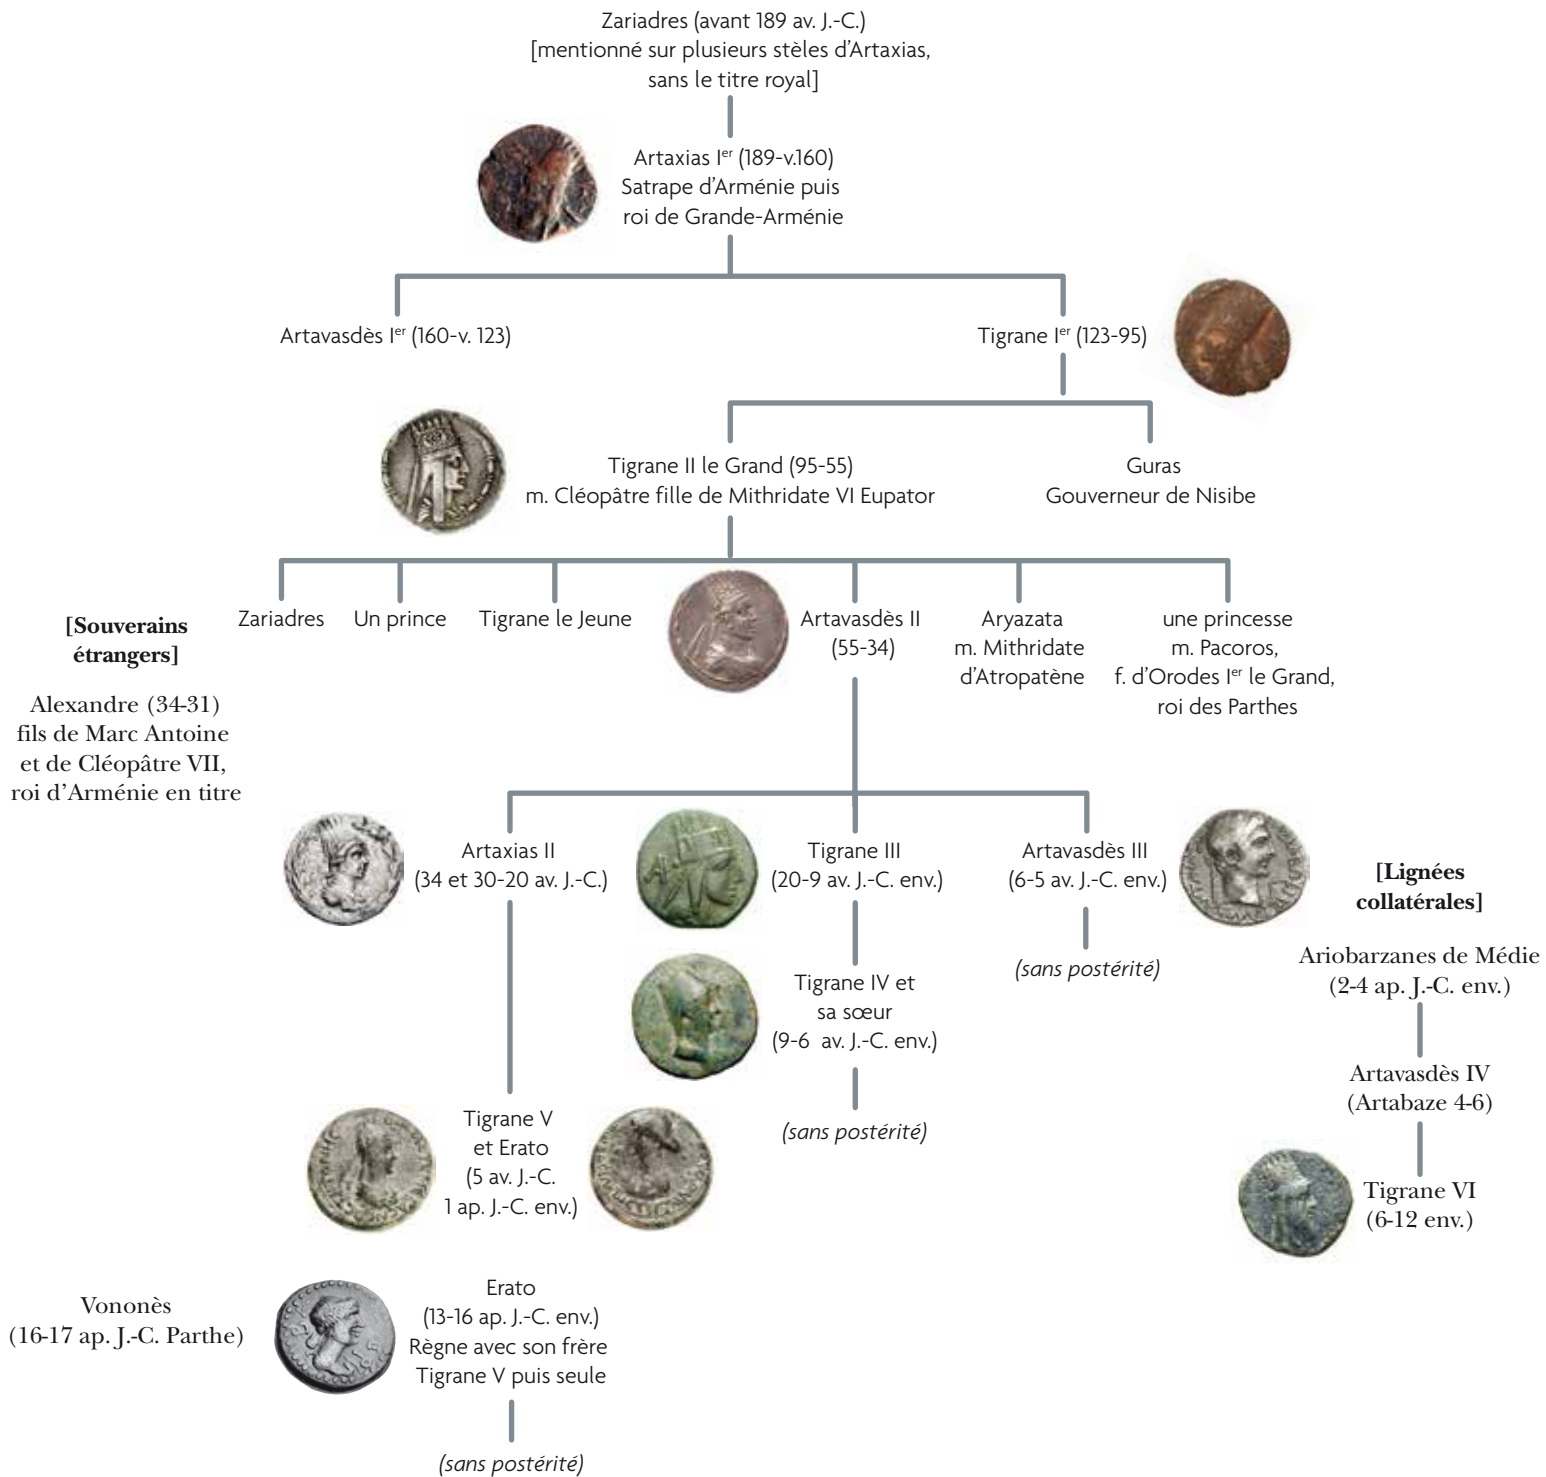 Zariadres (avant 189 av. J.-C.)
[mentionné sur plusieurs stèles d'Artaxias,
sans le titre royal]
Artaxias Ier (189-v.160)
Satrape d'Arménie puis
roi de Grande-Arménie
Artavasdès Ier (160-v. 123)
Tigrane Ier (123-95)
Tigrane II le Grand (95-55)
m. Cléopâtre fille de Mithridate VI Eupator
Guras
Gouverneur de Nisibe
[Souverains
étrangers]
Alexandre (34-31)
fils de Marc Antoine
et de Cléopâtre VII,
roi d'Arménie en titre
Zariadres
Un prince
Tigrane le Jeune
Artavasdès II
(55-34)
Aryazata
m. Mithridate
d'Atropatène
une princesse
m. Pacoros,
f. d'Orodes Ier le Grand,
roi des Parthes
Artaxias II
(34 et 30-20 av. J.-C.)
Tigrane III
(20-9 av. J.-C. env.)
Artavasdès III
(6-5 av. J.-C. env.)
(sans postérité)
[Lignées
collatérales]
Ariobarzanes de Médie
(2-4 ap. J.-C. env.)
Tigrane IV et
sa sœur
(9-6 av. J.-C. env.)
(sans postérité)
Artavasdès IV
(Artabaze 4-6)
Tigrane V
et Erato
(5 av. J.-C.
1 ap. J.-C. env.)
Tigrane VI
(6-12 env.)
Vononès
(16-17 ap. J.-C. Parthe)
Erato
(13-16 ap. J.-C. env.)
Règne avec son frère
Tigrane V puis seule
(sans postérité)